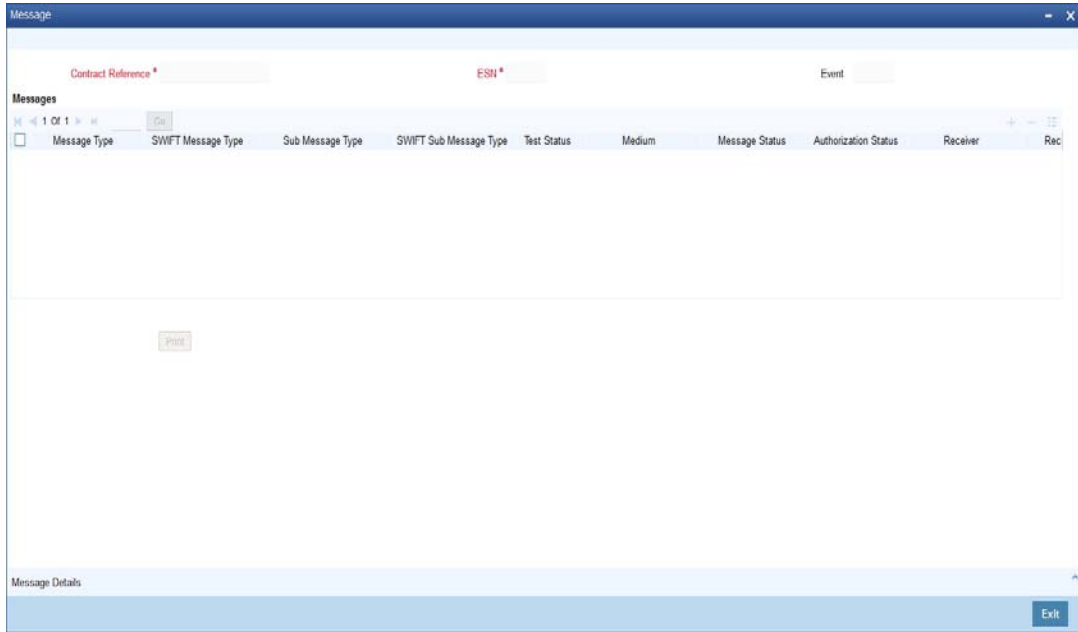 Message
Contract Reference * ESN * Event
Messages
1 Of 1 Go
Message Type SWIFT Message Type Sub Message Type SWIFT Sub Message Type Test Status Medium Message Status Authorization Status Receiver Rec
Print
Message Details
Exit